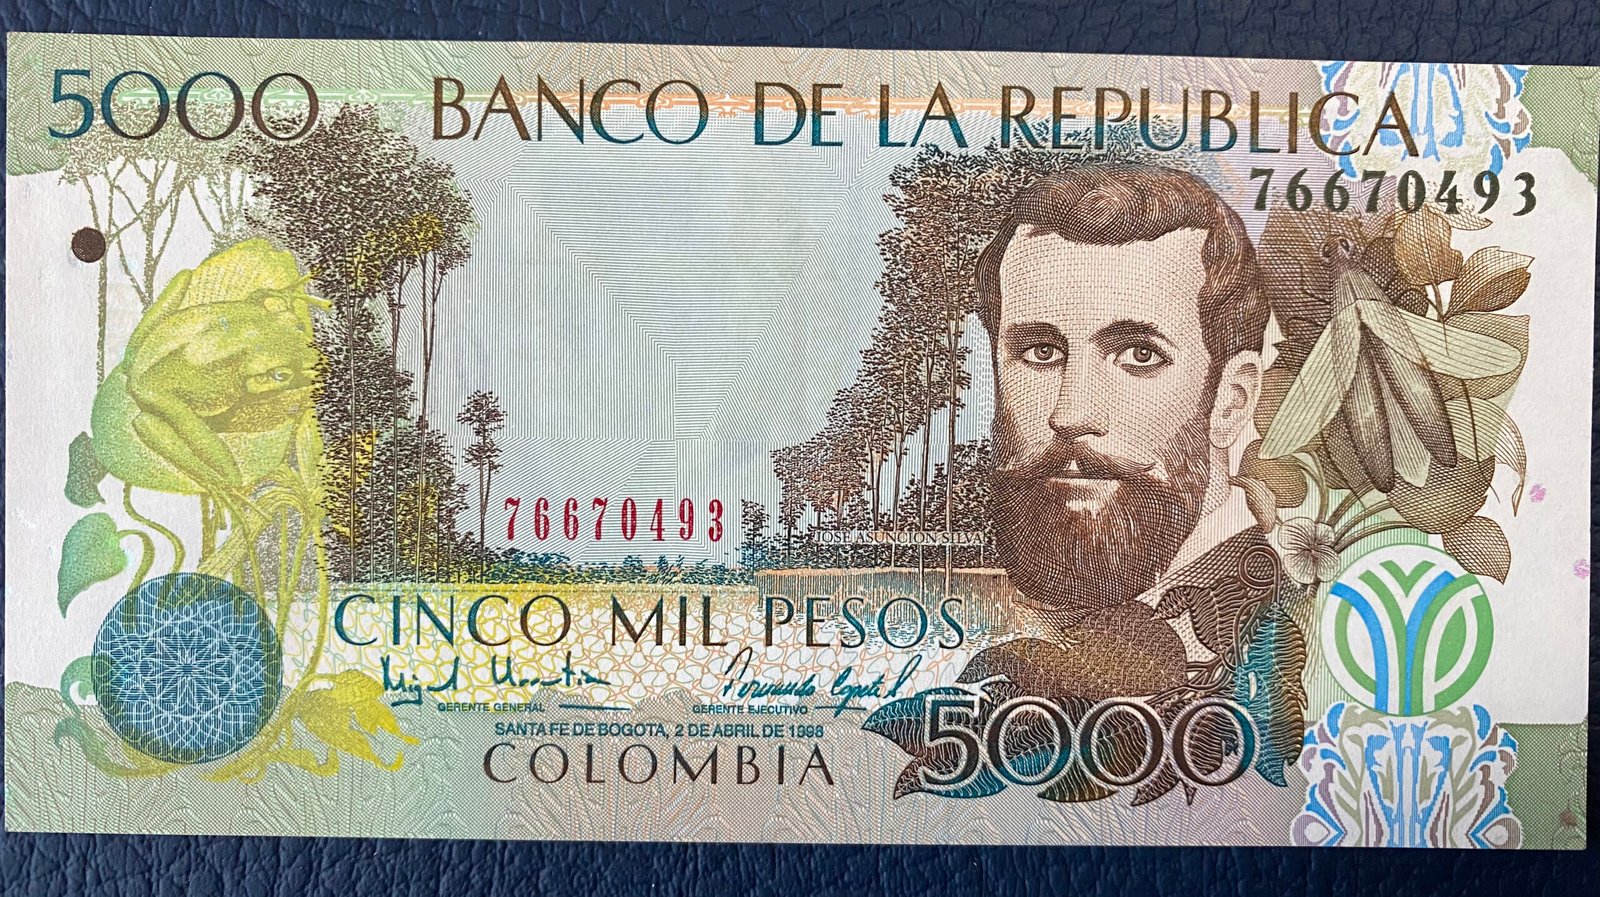 5000 BANCO DE LA REPUBLICA
76670493
76670493
JOSE ASUNCION SILVA
CINCO MIL PESOS
GERENTE GENERAL GERENTE EJECUTIVO
SANTA FE DE BOGOTA, 2 DE ABRIL DE 1998
COLOMBIA
5000